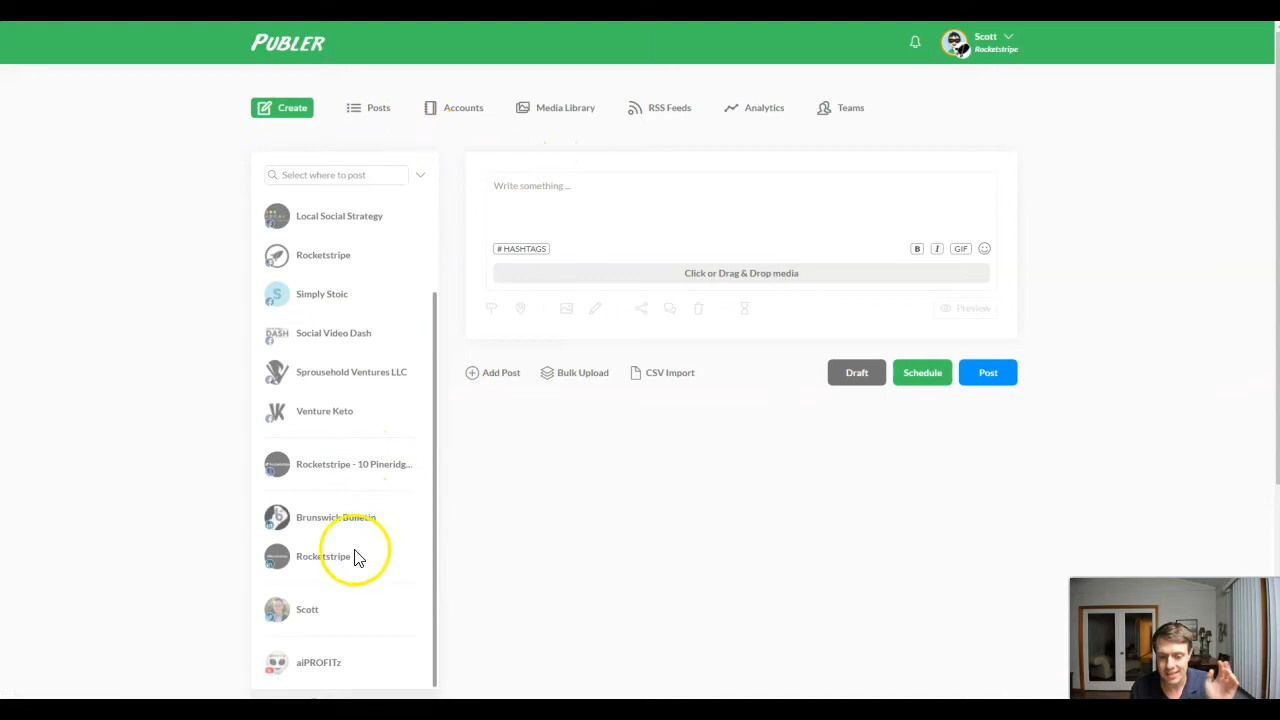 PUBLER
Scott
Rocketstripe
Create
Posts
Accounts
Media Library
RSS Feeds
Analytics
Teams
Select where to post
Local Social Strategy
Rocketstripe
S
Simply Stoic
DASH
Social Video Dash
Sprousehold Ventures LLC
Venture Keto
Rocketstripe - 10 Pineridg...
Brunswick Bulletin
Rocketstripe
Scott
aiPROFITz
Write something ...
# HASHTAGS
B
I
GIF
Click or Drag & Drop media
Preview
Add Post
Bulk Upload
CSV Import
Draft
Schedule
Post